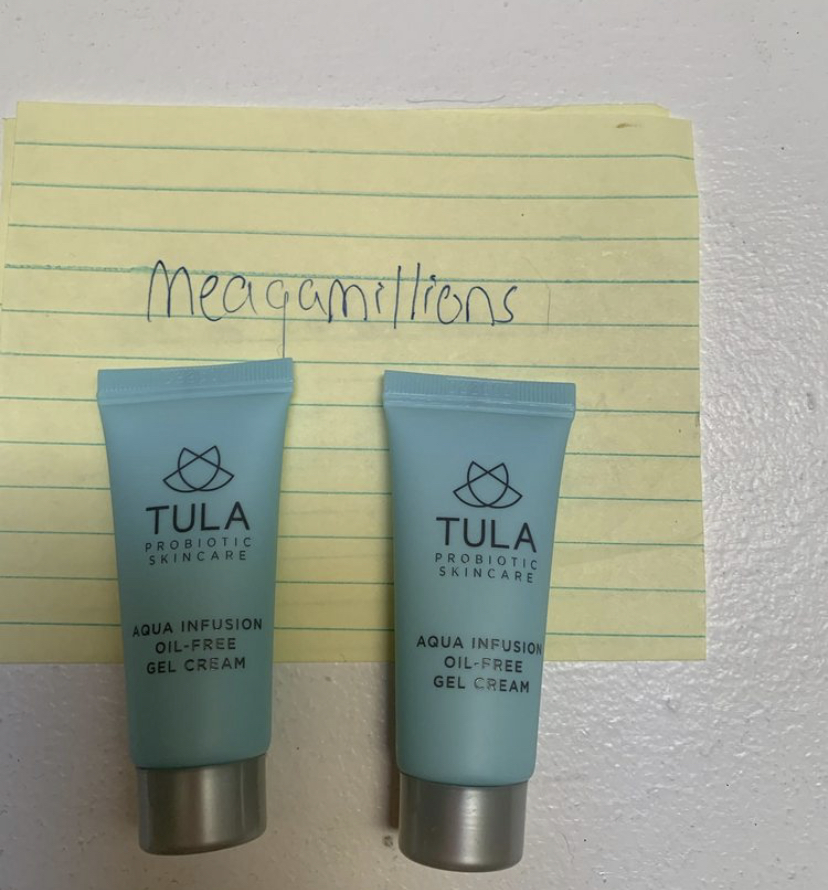 Meagamillions
TULA
PROBIOTIC
SKINCARE
AQUA INFUSION
OIL-FREE
GEL CREAM
TULA
PROBIOTIC
SKINCARE
AQUA INFUSION
OIL-FREE
GEL CREAM